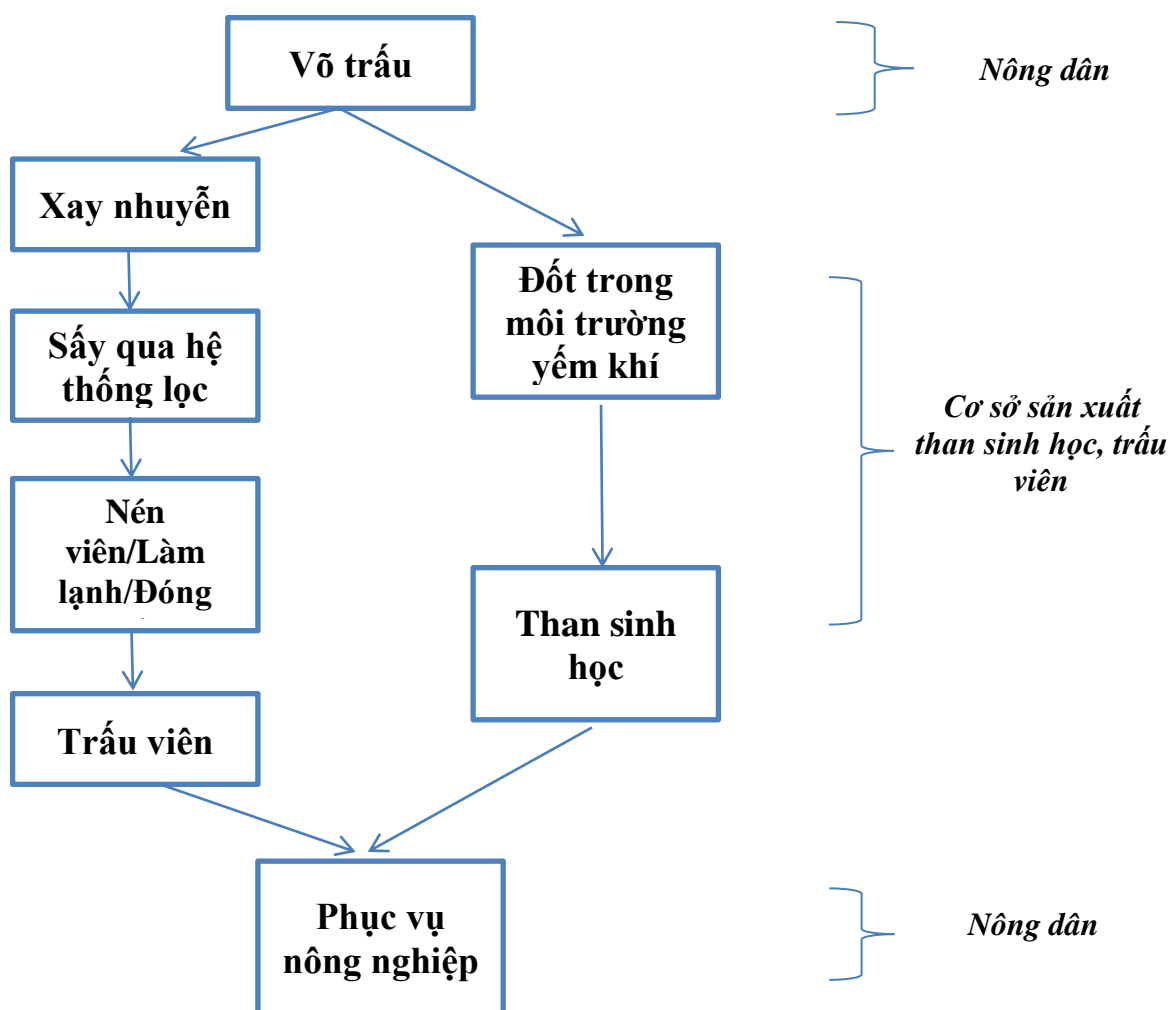 Võ trấu
Nông dân
Xay nhuyễn
Đốt trong
môi trường
yếm khí
Sấy qua hệ
thống lọc
Cơ sở sản xuất
than sinh học, trấu
viên
Nén
viên/Làm
lạnh/Đóng
Than sinh
học
Trấu viên
Phục vụ
nông nghiệp
Nông dân